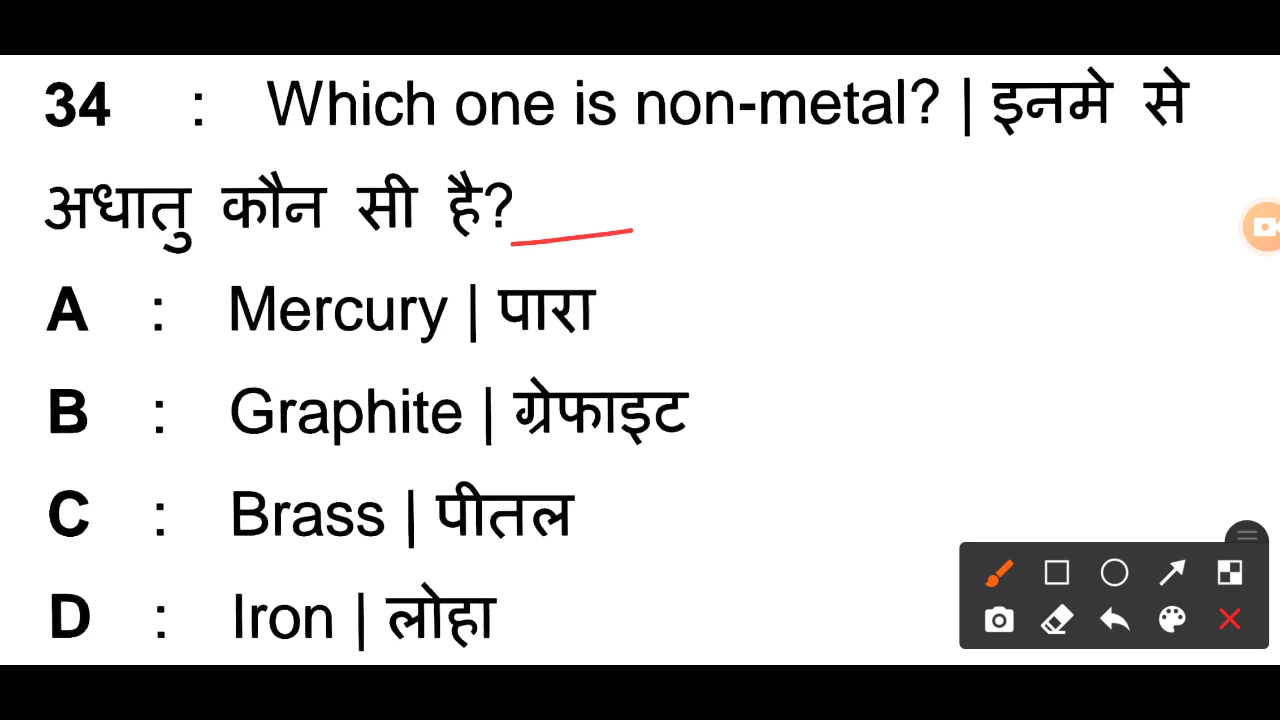 34 : Which one is non-metal? | इनमे से
अधातु कौन सी है?
A : Mercury | पारा
B : Graphite | ग्रेफाइट
C : Brass | पीतल
D : Iron | लोहा